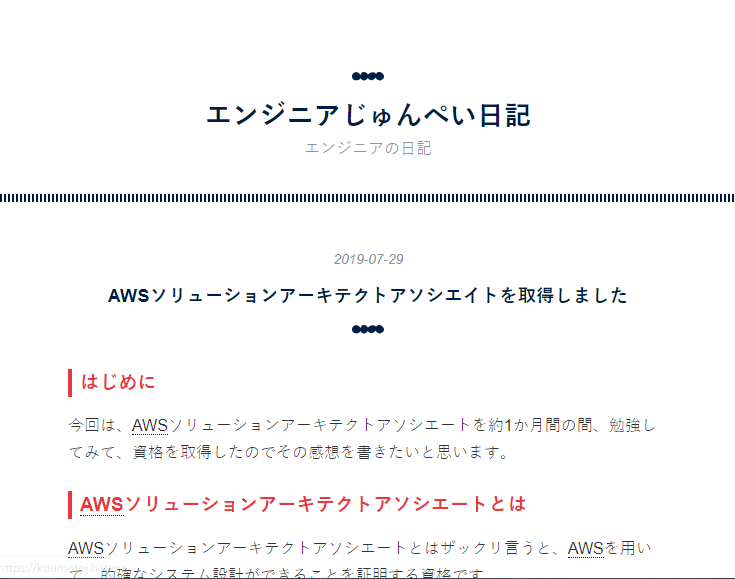 エンジニアじゅんぺい日記
エンジニアの日記
2019-07-29
AWSソリューションアーキテクトアソシエイトを取得しました
はじめに
今回は、AWSソリューションアーキテクトアソシエートを約1か月間の間、勉強し
てみて、資格を取得したのでその感想を書きたいと思います。
AWSソリューションアーキテクトアソシエートとは
AWSソリューションアーキテクトアソシエートとはザックリ言うと、AWSを用い
て、的確なシステム設計ができることを証明する資格です